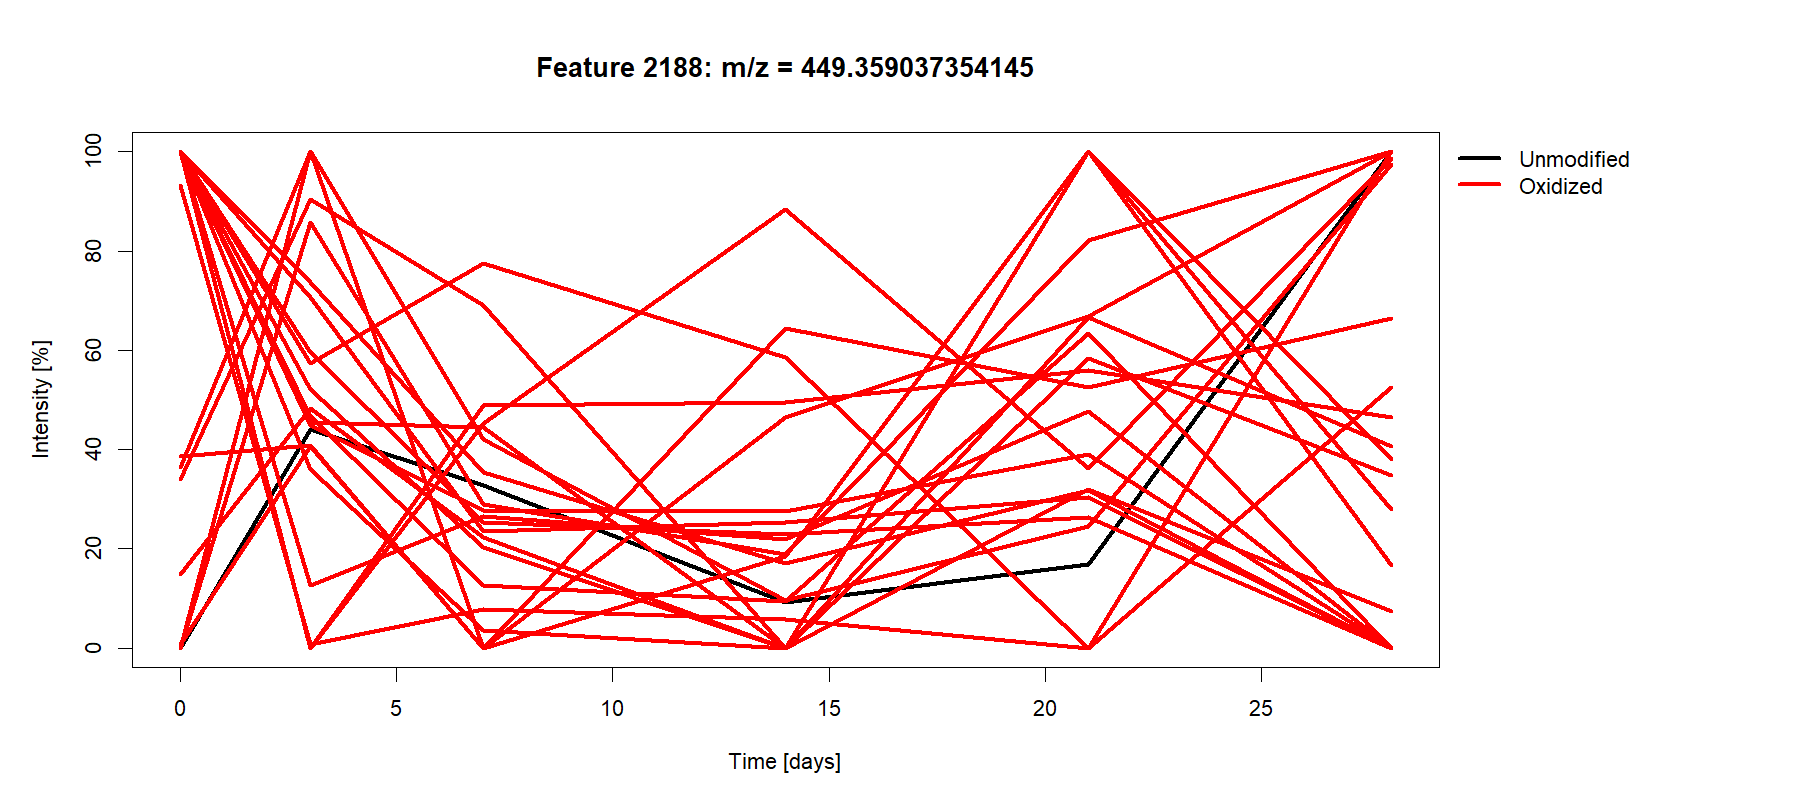 Feature 2188: m/z = 449.359037354145
Unmodified
Oxidized
Intensity [%]
100
80
60
40
20
0
0 5 10 15 20 25
Time [days]